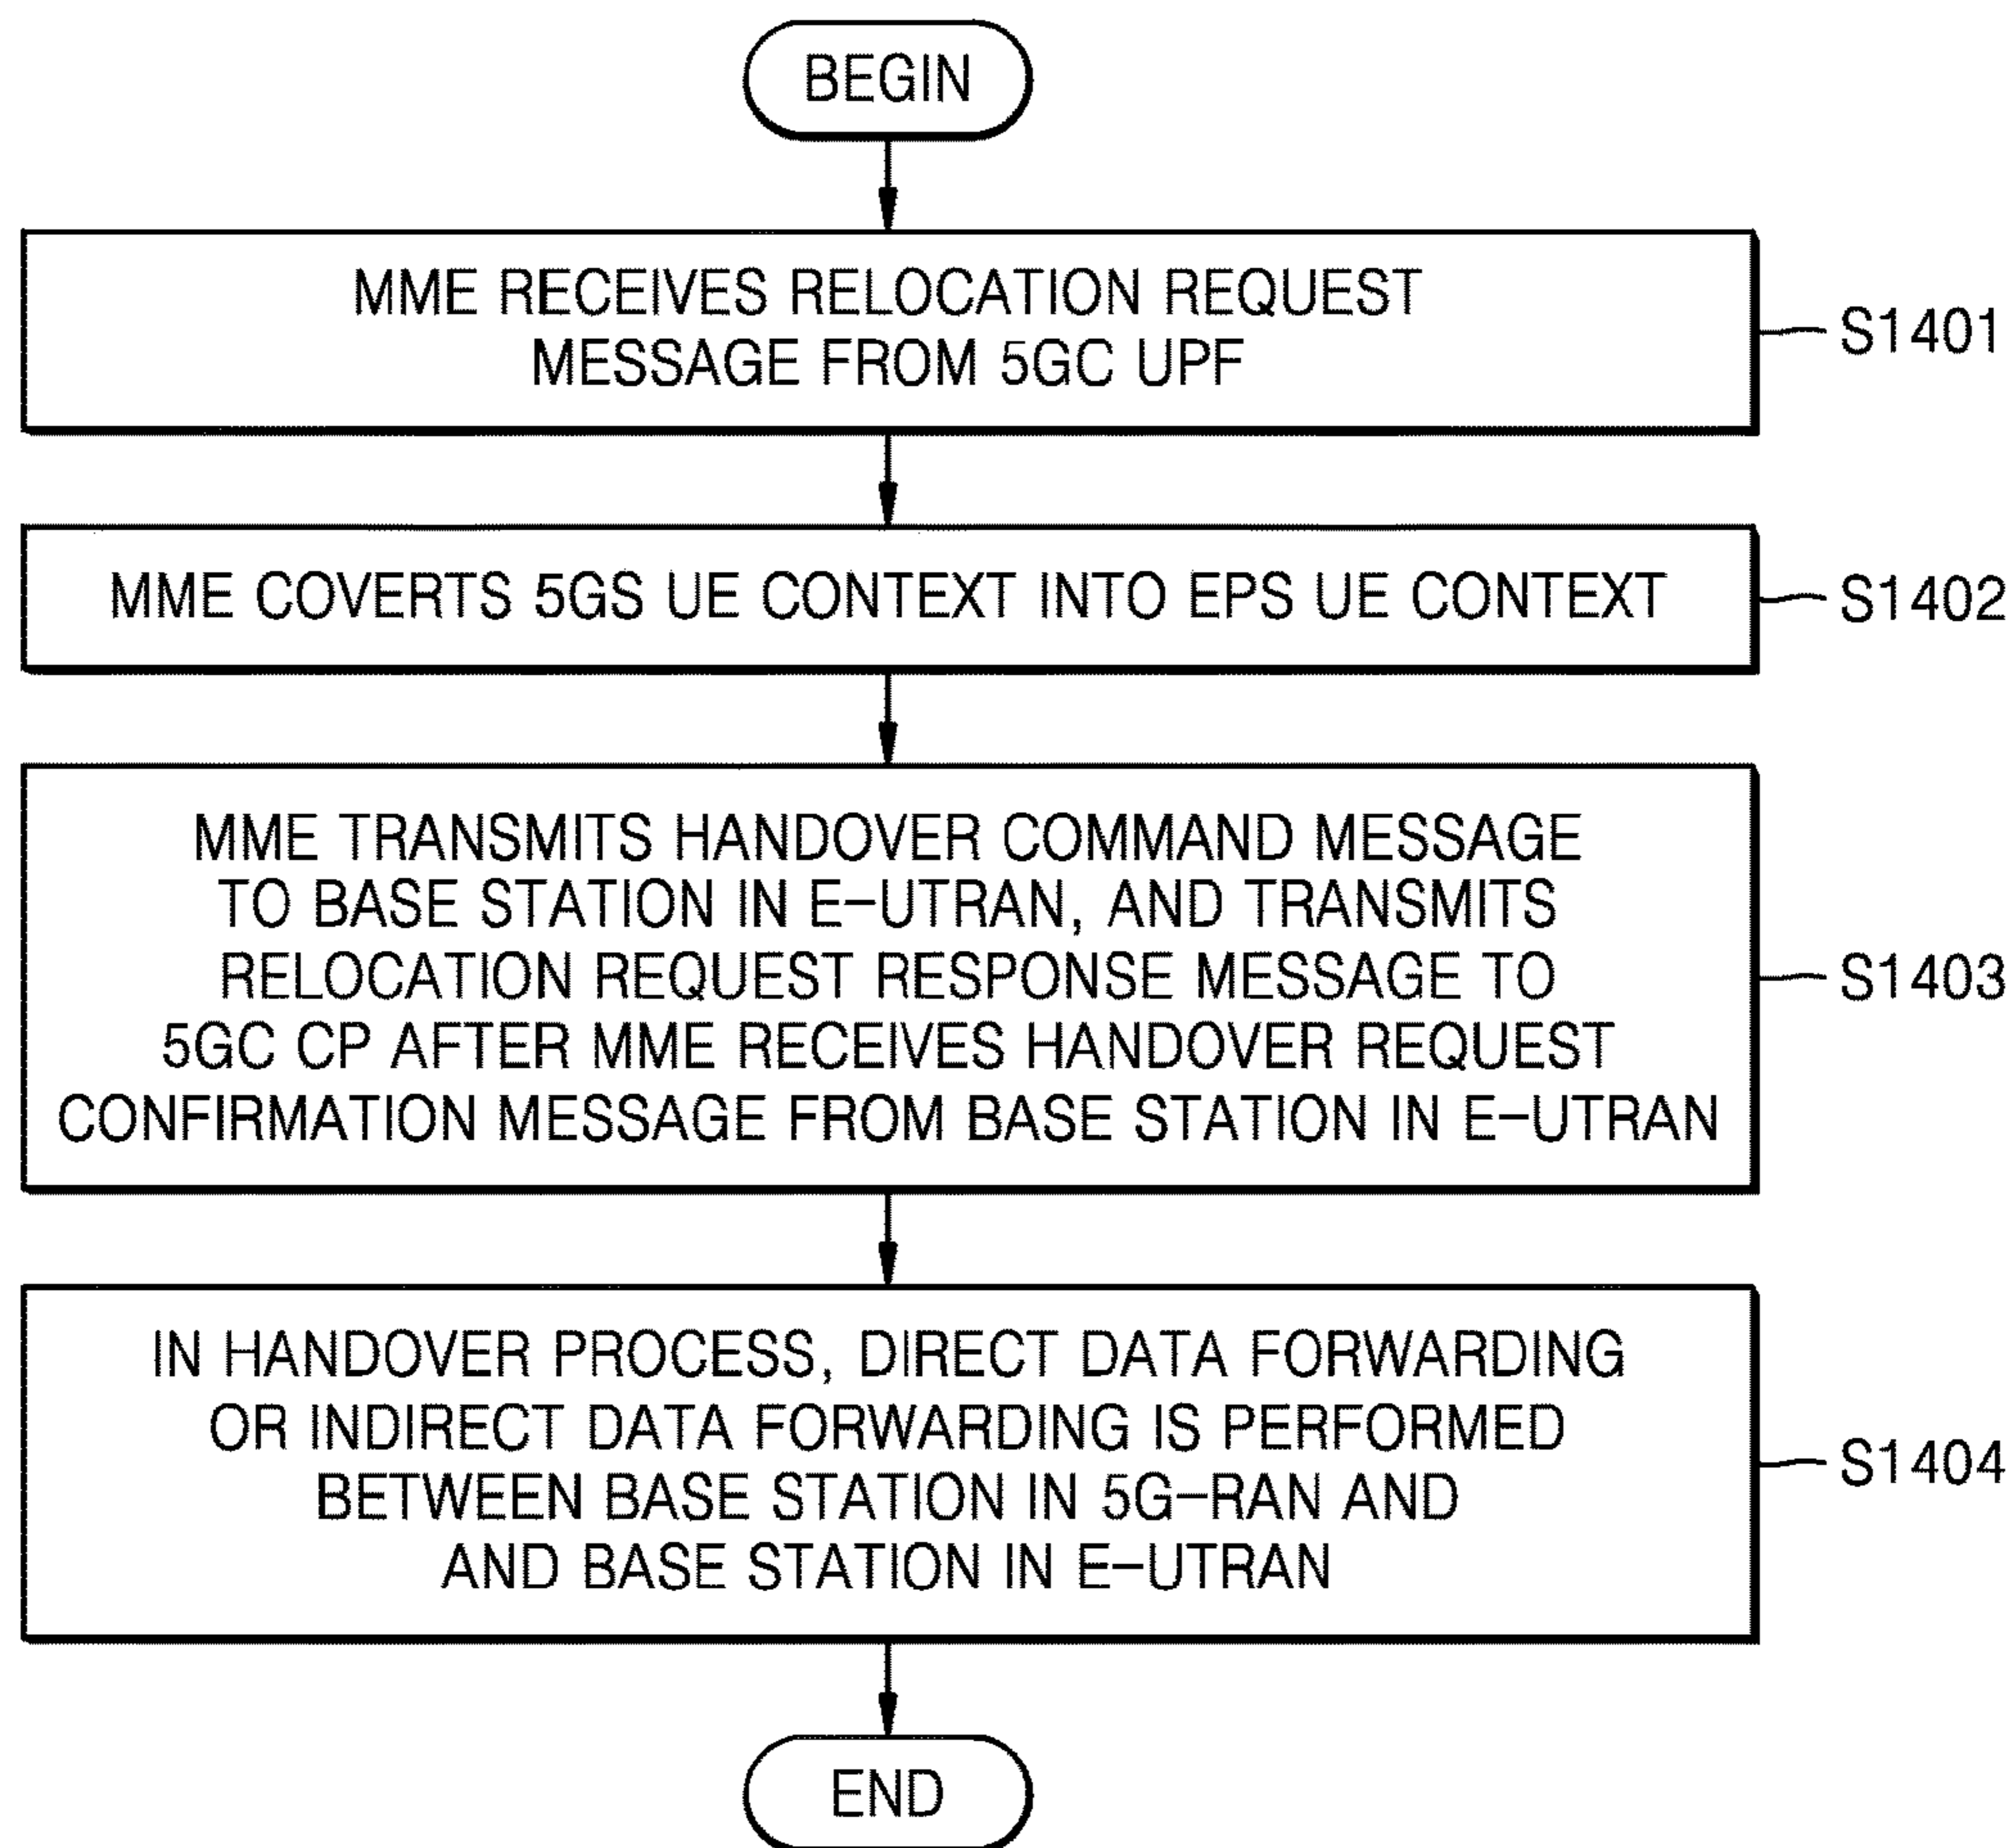 BEGIN
MME RECEIVES RELOCATION REQUEST
MESSAGE FROM 5GC UPF
S1401
MME COVERTS 5GS UE CONTEXT INTO EPS UE CONTEXT
S1402
MME TRANSMITS HANDOVER COMMAND MESSAGE
TO BASE STATION IN E-UTRAN, AND TRANSMITS
RELOCATION REQUEST RESPONSE MESSAGE TO
5GC CP AFTER MME RECEIVES HANDOVER REQUEST
CONFIRMATION MESSAGE FROM BASE STATION IN E-UTRAN
S1403
IN HANDOVER PROCESS, DIRECT DATA FORWARDING
OR INDIRECT DATA FORWARDING IS PERFORMED
BETWEEN BASE STATION IN 5G-RAN AND
AND BASE STATION IN E-UTRAN
S1404
END